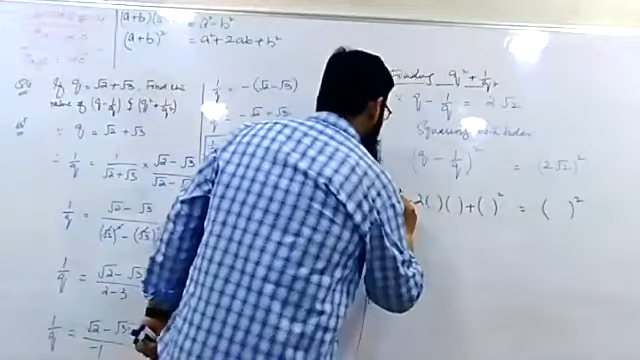 (a+b)(a = a² - b²
(a+b)² = a² + 2ab + b²
If q = √2+√3. Find the
value of (q - 1/q) & (q² + 1/q²)
∵ q = √2 + √3
∴ 1/q = 1/(√2+√3) × √2-√3/√2-
1/q = √2 - √3/(√2)² - (√3)²
1/q = √2 - √3/2-3
1/q = √2 - √3/-1
1/q = -(√2-√3)
= -√2 + √3
Finding q² + 1/q²
q - 1/q = 2√2
Squaring both sides
(q - 1/q)² = (2√2)²
2( )( ) + ( )² = ( )²